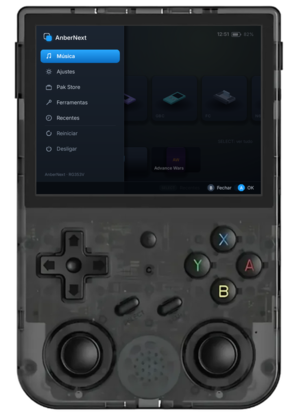 AnberNext
12:01
Música
Ajustes
Pak Store
Ferramentas
Recentes
Reiniciar
Desligar
Advance Wars
B Fechar A OK
X
Y
A
B